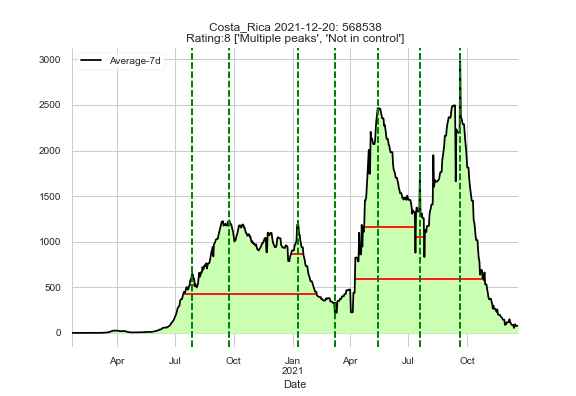 Costa_Rica 2021-12-20: 568538
Rating:8 ['Multiple peaks', 'Not in control']
Average-7d
3000
2500
2000
1500
1000
500
0
Apr Jul Oct Jan Apr Jul Oct
2021
Date